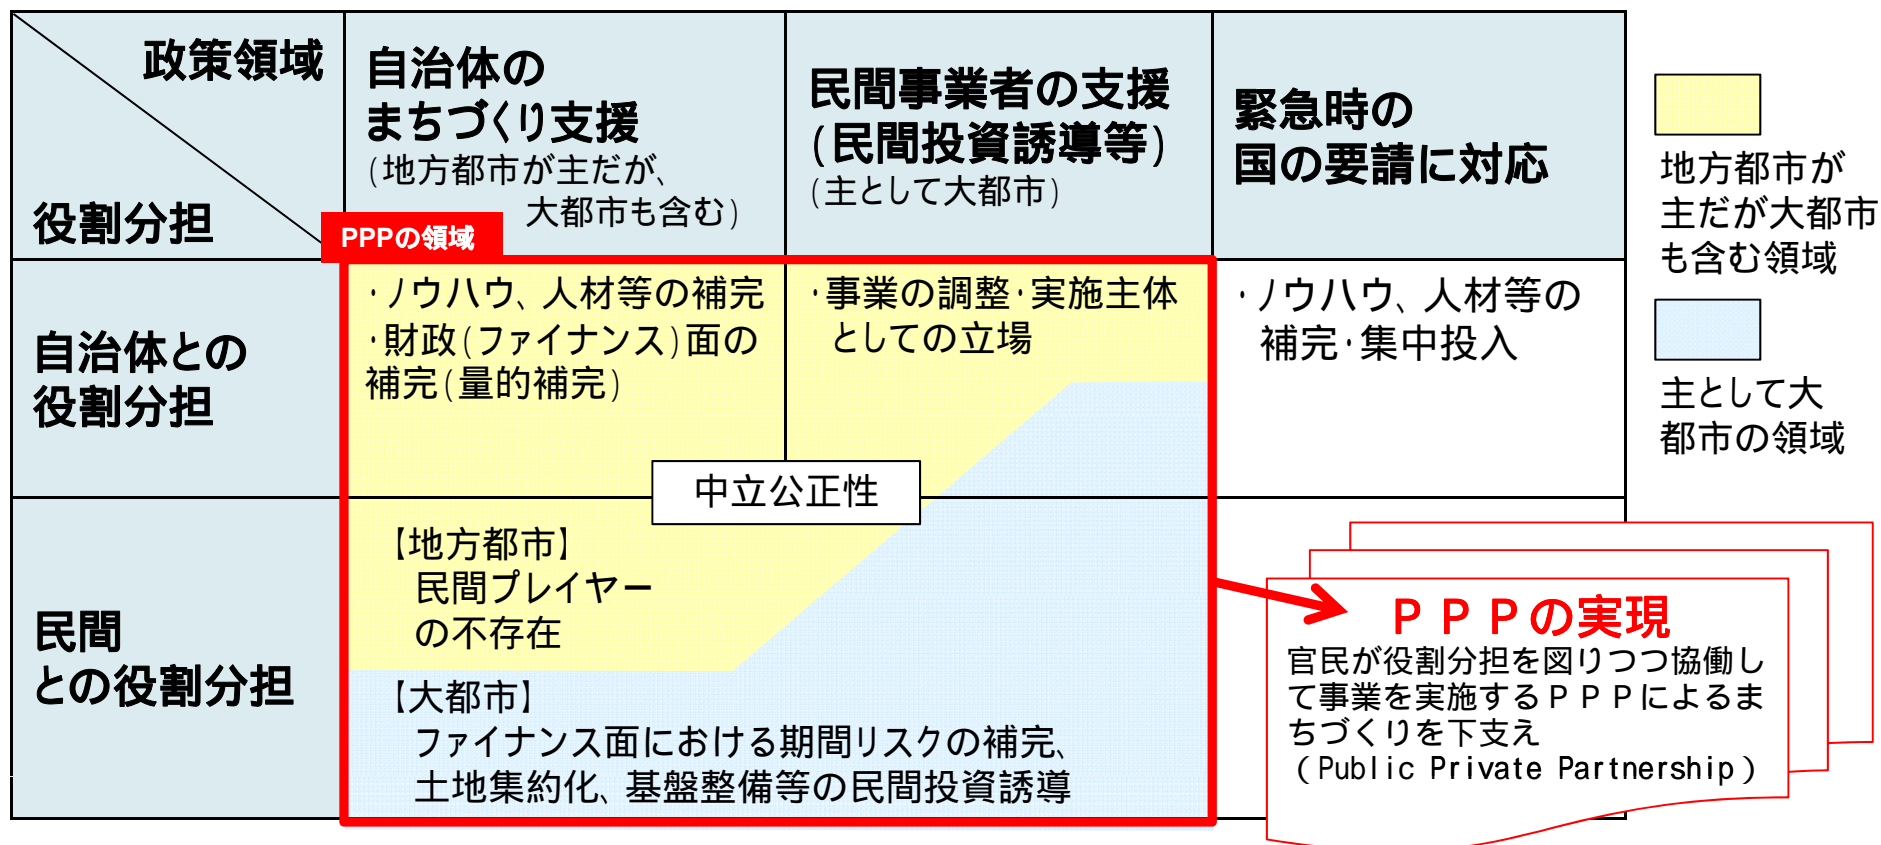 政策領域
役割分担
自治体の
まちづくり支援
(地方都市が主だが、
大都市も含む)
民間事業者の支援
(民間投資誘導等)
(主として大都市)
緊急時の
国の要請に対応
PPPの領域
自治体との
役割分担
・ノウハウ、人材等の補完
・財政(ファイナンス)面の
補完(量的補完)
・事業の調整・実施主体
としての立場
・ノウハウ、人材等の
補完・集中投入
中立公正性
民間
との役割分担
【地方都市】
民間プレイヤー
の不存在
【大都市】
ファイナンス面における期間リスクの補完、
土地集約化、基盤整備等の民間投資誘導
地方都市が
主だが大都市
も含む領域
主として大
都市の領域
ＰＰＰの実現
官民が役割分担を図りつつ協働し
て事業を実施するＰＰＰによるま
ちづくりを下支え
（Public Private Partnership）